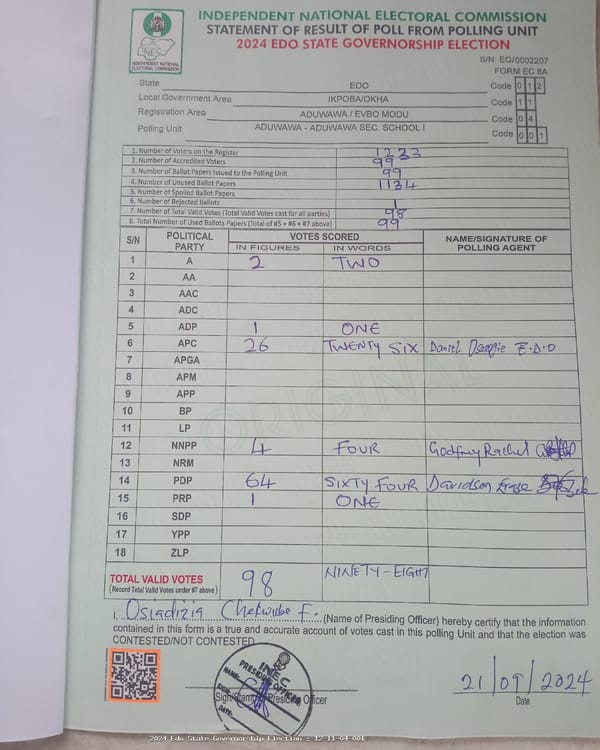 INDEPENDENT NATIONAL ELECTORAL COMMISSION
STATEMENT OF RESULT OF POLL FROM POLLING UNIT
2024 EDO STATE GOVERNORSHIP ELECTION
INEC
INDEPENDENT NATIONAL
ELECTORAL COMMISSION
S/N: EG/0002207
FORM EC 8A
State EDO Code 0 1 2
Local Government Area IKPOBA/OKHA Code 1 1
Registration Area ADUWAWA / EVBO MODU Code 0 4
Polling Unit ADUWAWA - ADUWAWA SEC. SCHOOL I Code 0 0 1
1. Number of Voters on the Register 1233
2. Number of Accredited Voters 99
3. Number of Ballot Papers Issued to the Polling Unit 99
4. Number of Unused Ballot Papers 1134
5. Number of Spoiled Ballot Papers
6. Number of Rejected Ballots 1
7. Number of Total Valid Votes (Total Valid Votes cast for all parties) 98
8. Total Number of Used Ballots Papers (Total of #5 + #6 + #7 above) 99
S/N POLITICAL PARTY VOTES SCORED NAME/SIGNATURE OF POLLING AGENT
IN FIGURES IN WORDS
1 A 2 TWO
2 AA
3 AAC
4 ADC
5 ADP 1 ONE
6 APC 26 TWENTY SIX Daniel E.D.O
7 APGA
8 APM
9 APP
10 BP
11 LP
12 NNPP 4 FOUR Godfrey Rachel
13 NRM
14 PDP 64 SIXTY FOUR Davidson
15 PRP 1 ONE
16 SDP
17 YPP
18 ZLP
ORIGINAL
TOTAL VALID VOTES 98 NINETY-EIGHT
(Record Total Valid Votes under #7 above)
I, Osiadizia Chekwube F. (Name of Presiding Officer) hereby certify that the information
contained in this form is a true and accurate account of votes cast in this polling Unit and that the election was
CONTESTED/NOT CONTESTED
INEC
PRESIDING OFFICER
NAME:
SIGN:
DATE:
Signature of Presiding Officer
21/09/2024
Date
2024 Edo State Governorship Election : 12-11-04-001